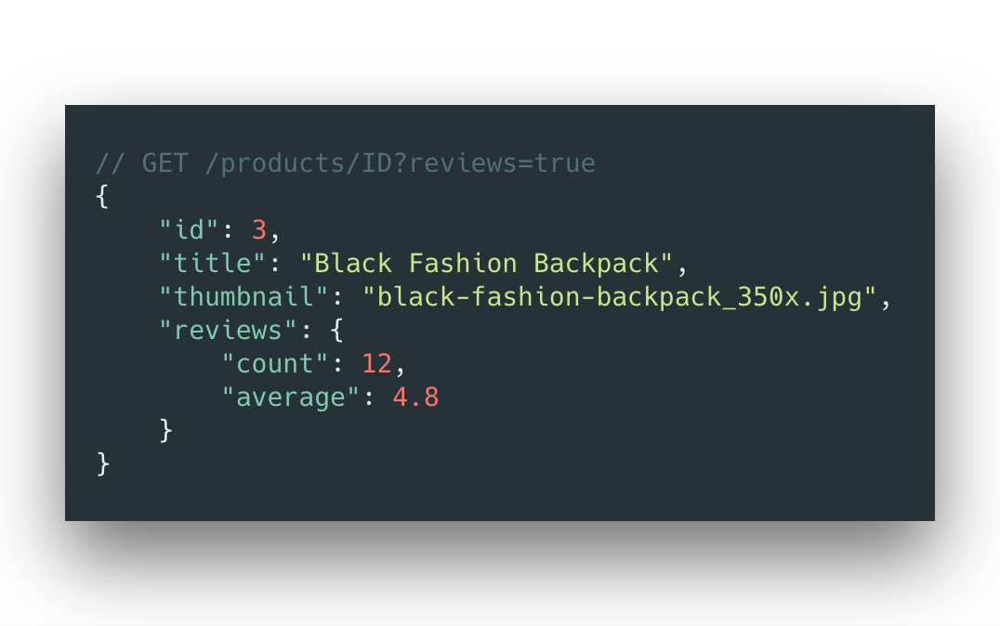 // GET /products/ID?reviews=true
{
    "id": 3,
    "title": "Black Fashion Backpack",
    "thumbnail": "black-fashion-backpack_350x.jpg",
    "reviews": {
        "count": 12,
        "average": 4.8
    }
}